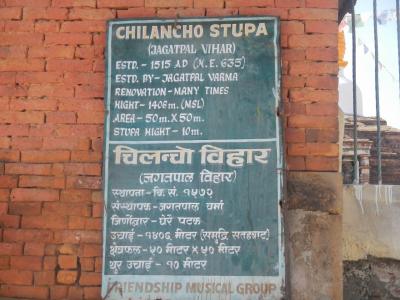 CHILANCHO STUPA
(JAGATPAL VIHAR)
ESTD. - 1515 AD (N.E. 635)
ESTD. BY - JAGATPAL VARMA
RENOVATION - MANY TIMES
HIGHT - 1406 m. (MSL)
AREA - 50 m. X 50 m.
STUPA HIGHT - 10 m.
चिलन्चो विहार
(जगतपाल विहार)
स्थापना - बि. सं. १५७२
संस्थापक - जगतपाल वर्मा
जिर्णोद्वार - धेरै पटक
उचाई - १४०६ मीटर (समुद्रि सतहबाट)
क्षेत्रफल - ५० मीटर X ५० मीटर
थुर उचाई - १० मीटर
FRIENDSHIP MUSICAL GROUP